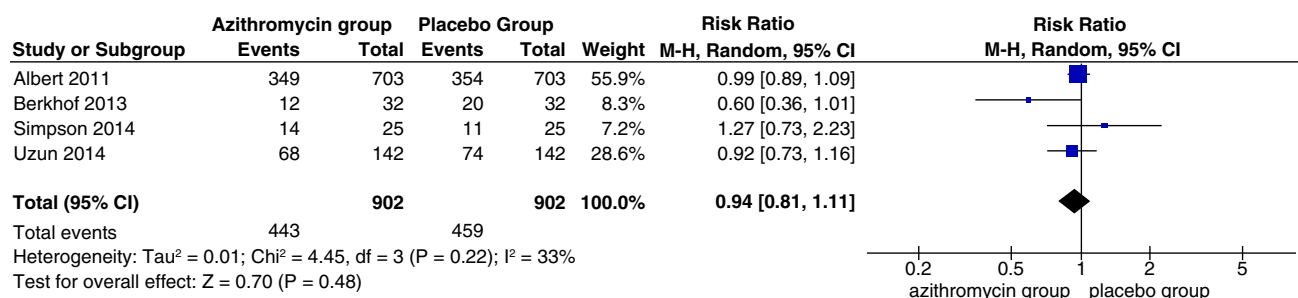 Azithromycin group Placebo Group Risk Ratio Risk Ratio
Study or Subgroup Events Total Events Total Weight M-H, Random, 95% CI M-H, Random, 95% CI
Albert 2011 349 703 354 703 55.9% 0.99 [0.89, 1.09]
Berkhof 2013 12 32 20 32 8.3% 0.60 [0.36, 1.01]
Simpson 2014 14 25 11 25 7.2% 1.27 [0.73, 2.23]
Uzun 2014 68 142 74 142 28.6% 0.92 [0.73, 1.16]
Total (95% CI) 902 902 100.0% 0.94 [0.81, 1.11]
Total events 443 459
Heterogeneity: Tau² = 0.01; Chi² = 4.45, df = 3 (P = 0.22); I² = 33%
Test for overall effect: Z = 0.70 (P = 0.48)
0.2 0.5 1 2 5
azithromycin group placebo group